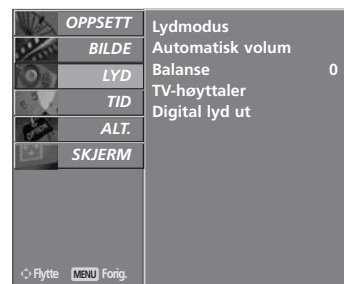 OPPSETT
BILDE
LYD
TID
ALT.
SKJERM
Lydmodus
Automatisk volum
Balanse 0
TV-høyttaler
Digital lyd ut
Flytte MENU Forig.